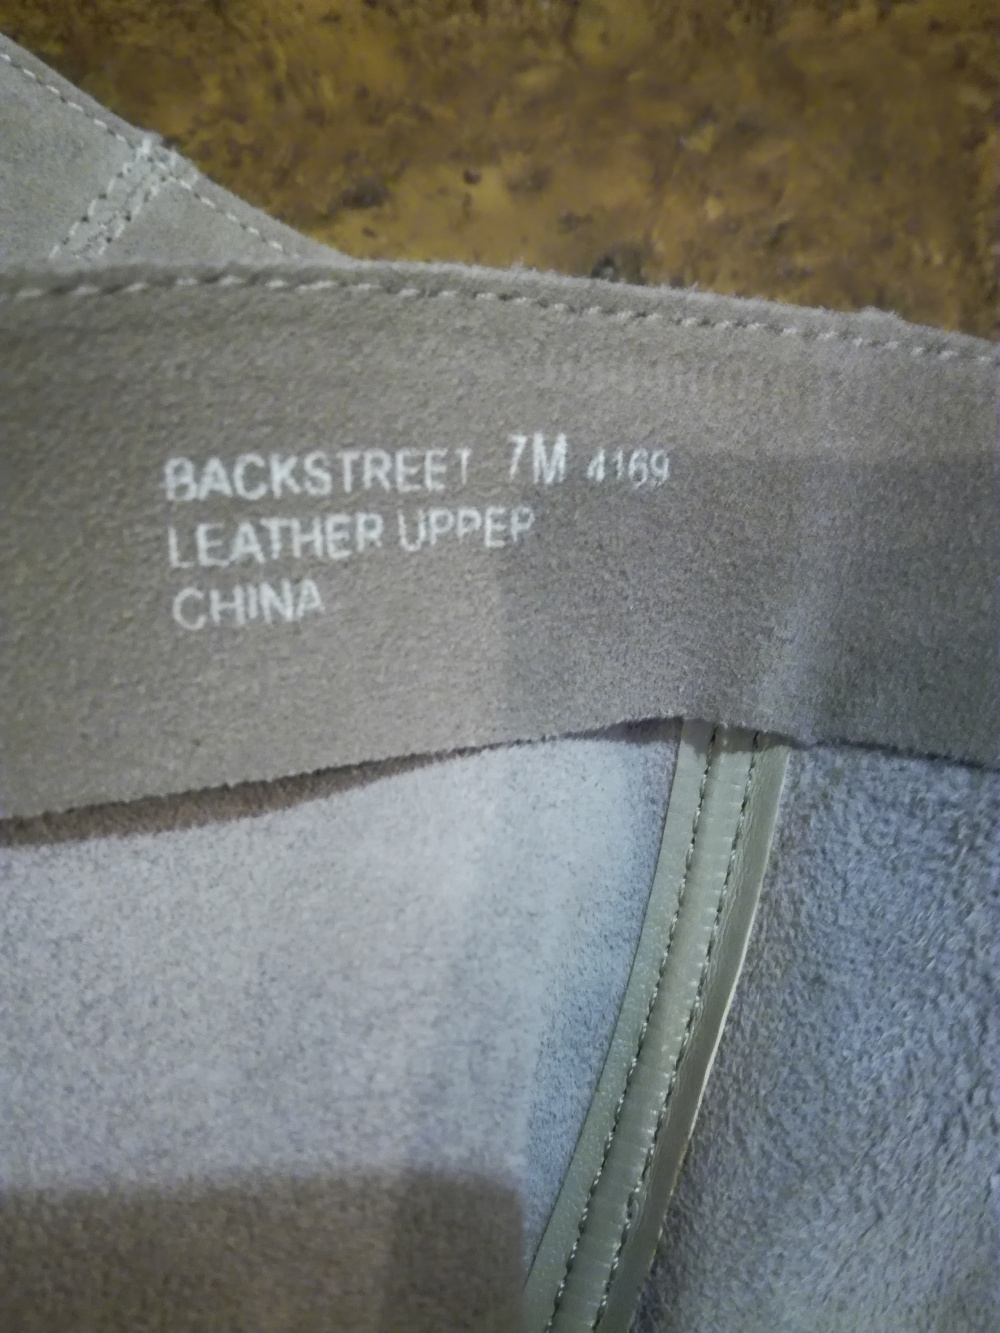 BACKSTREET 7M 4169
LEATHER UPPER
CHINA